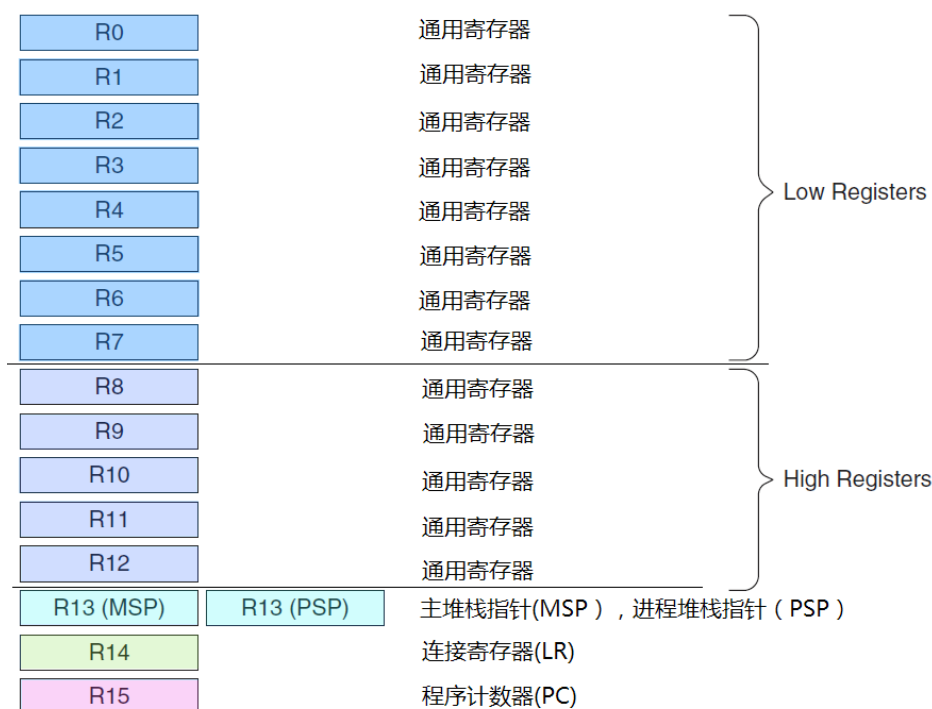 R0 通用寄存器
R1 通用寄存器
R2 通用寄存器
R3 通用寄存器
Low Registers
R4 通用寄存器
R5 通用寄存器
R6 通用寄存器
R7 通用寄存器
R8 通用寄存器
R9 通用寄存器
R10 通用寄存器
High Registers
R11 通用寄存器
R12 通用寄存器
R13 (MSP) R13 (PSP) 主堆栈指针(MSP），进程堆栈指针（PSP）
R14 连接寄存器(LR)
R15 程序计数器(PC)